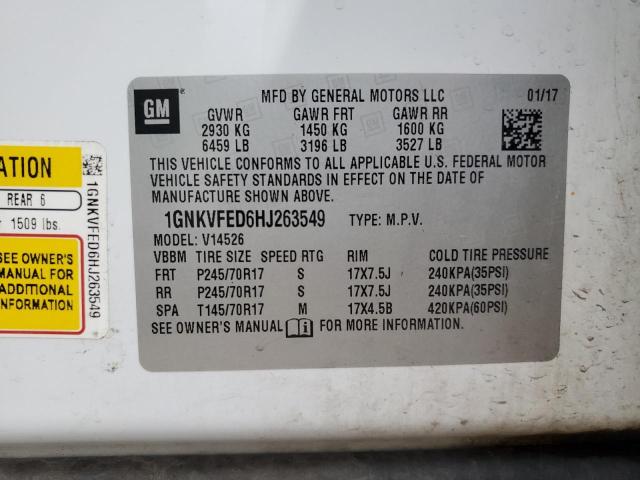 GM
MFD BY GENERAL MOTORS LLC 01/17
GVWR GAWR FRT GAWR RR
2930 KG 1450 KG 1600 KG
6459 LB 3196 LB 3527 LB
THIS VEHICLE CONFORMS TO ALL APPLICABLE U.S. FEDERAL MOTOR
VEHICLE SAFETY STANDARDS IN EFFECT ON THE DATE OF
MANUFACTURE SHOWN ABOVE.
1GNKVFED6HJ263549 TYPE: M.P.V.
MODEL: V14526
VBBM TIRE SIZE SPEED RTG RIM COLD TIRE PRESSURE
FRT P245/70R17 S 17X7.5J 240KPA(35PSI)
RR P245/70R17 S 17X7.5J 240KPA(35PSI)
SPA T145/70R17 M 17X4.5B 420KPA(60PSI)
SEE OWNER'S MANUAL i FOR MORE INFORMATION.
ATION
REAR 6
1509 lbs.
SEE OWNER'S
MANUAL FOR
ADDITIONAL
INFORMATION
1GNKVFED6HJ263549